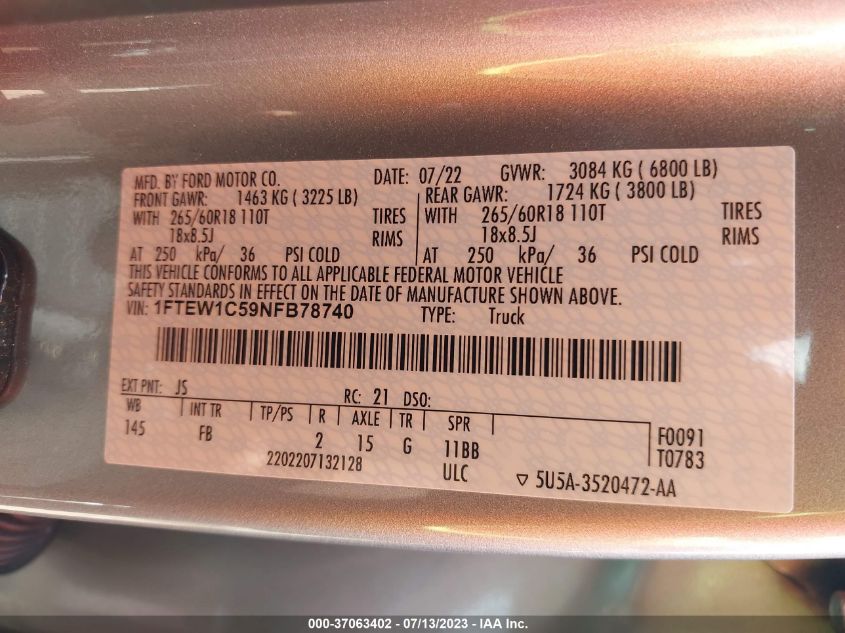 MFD. BY FORD MOTOR CO. DATE: 07/22 GVWR: 3084 KG ( 6800 LB)
FRONT GAWR: 1463 KG ( 3225 LB) REAR GAWR: 1724 KG ( 3800 LB)
WITH 265/60R18 110T TIRES WITH 265/60R18 110T TIRES
18x8.5J RIMS 18x8.5J RIMS
AT 250 kPa/ 36 PSI COLD AT 250 kPa/ 36 PSI COLD
THIS VEHICLE CONFORMS TO ALL APPLICABLE FEDERAL MOTOR VEHICLE
SAFETY STANDARDS IN EFFECT ON THE DATE OF MANUFACTURE SHOWN ABOVE.
VIN: 1FTEW1C59NFB78740 TYPE: Truck
EXT PNT: JS RC: 21 DSO:
WB INT TR TP/PS R AXLE TR SPR
145 FB 2 15 G 11BB F0091
2202207132128 ULC T0783
▽ 5U5A-3520472-AA
000-37063402 - 07/13/2023 - IAA Inc.